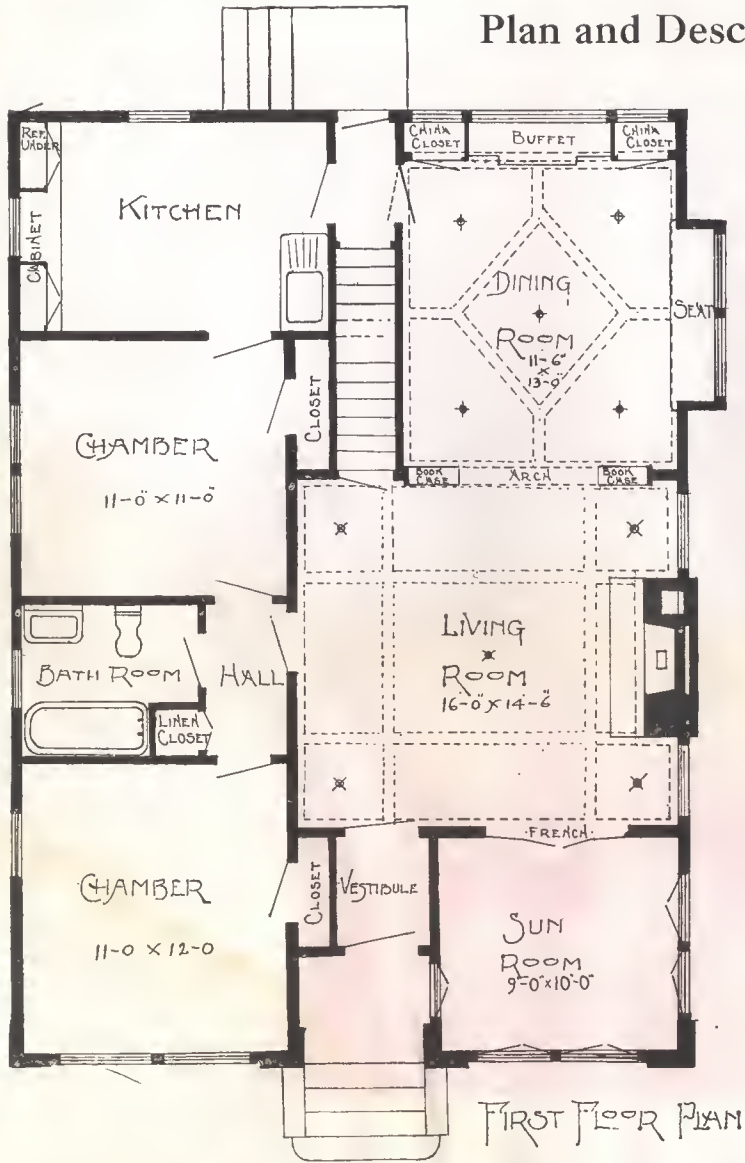 Plan and Desc
REF.
UNDER
CABINET
KITCHEN
CHINA
CLOSET
BUFFET
CHINA
CLOSET
DINING
ROOM
11-6"
x
13-0"
SEAT
CHAMBER
11-0" x 11-0"
CLOSET
BOOK
CASE
ARCH
BOOK
CASE
LIVING
ROOM
16-0" x 14-6"
BATH ROOM
HALL
LINEN
CLOSET
FRENCH
CHAMBER
11-0 x 12-0
CLOSET
VESTIBULE
SUN
ROOM
9-0" x 10-0"
FIRST FLOOR PLAN